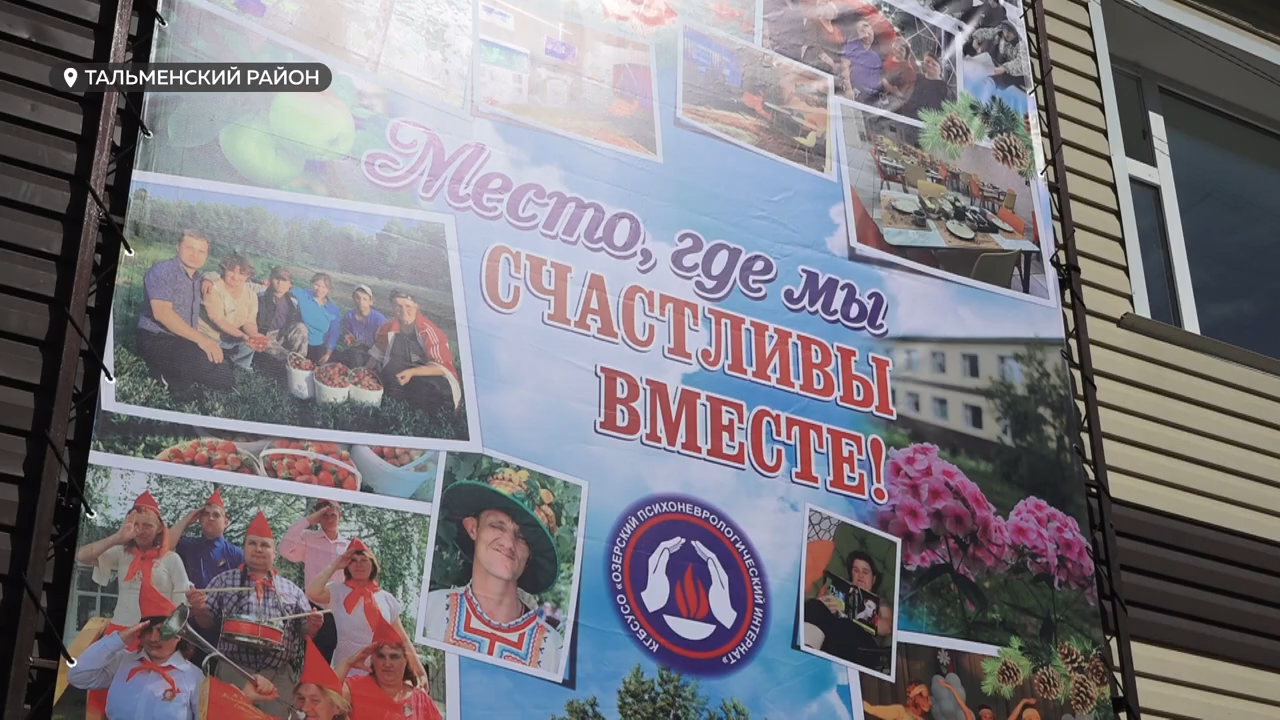 ТАЛЬМЕНСКИЙ РАЙОН
Место, где мы
СЧАСТЛИВЫ
ВМЕСТЕ!
КГБСУСО «ОЗЕРСКИЙ ПСИХОНЕВРОЛОГИЧЕСКИЙ ИНТЕРНАТ»